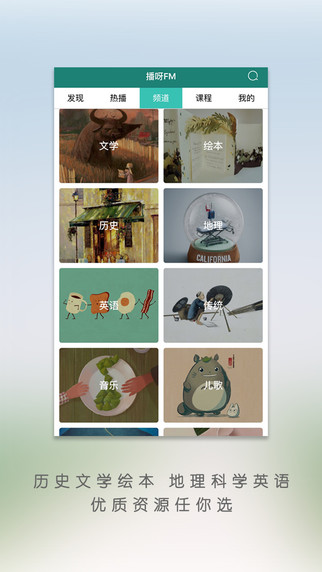 播呀FM
发现 热播 频道 课程 我的
文学 绘本
历史 地理
CALIFORNIA
英语 传统
音乐 儿歌
历史文学绘本 地理科学英语
优质资源任你选